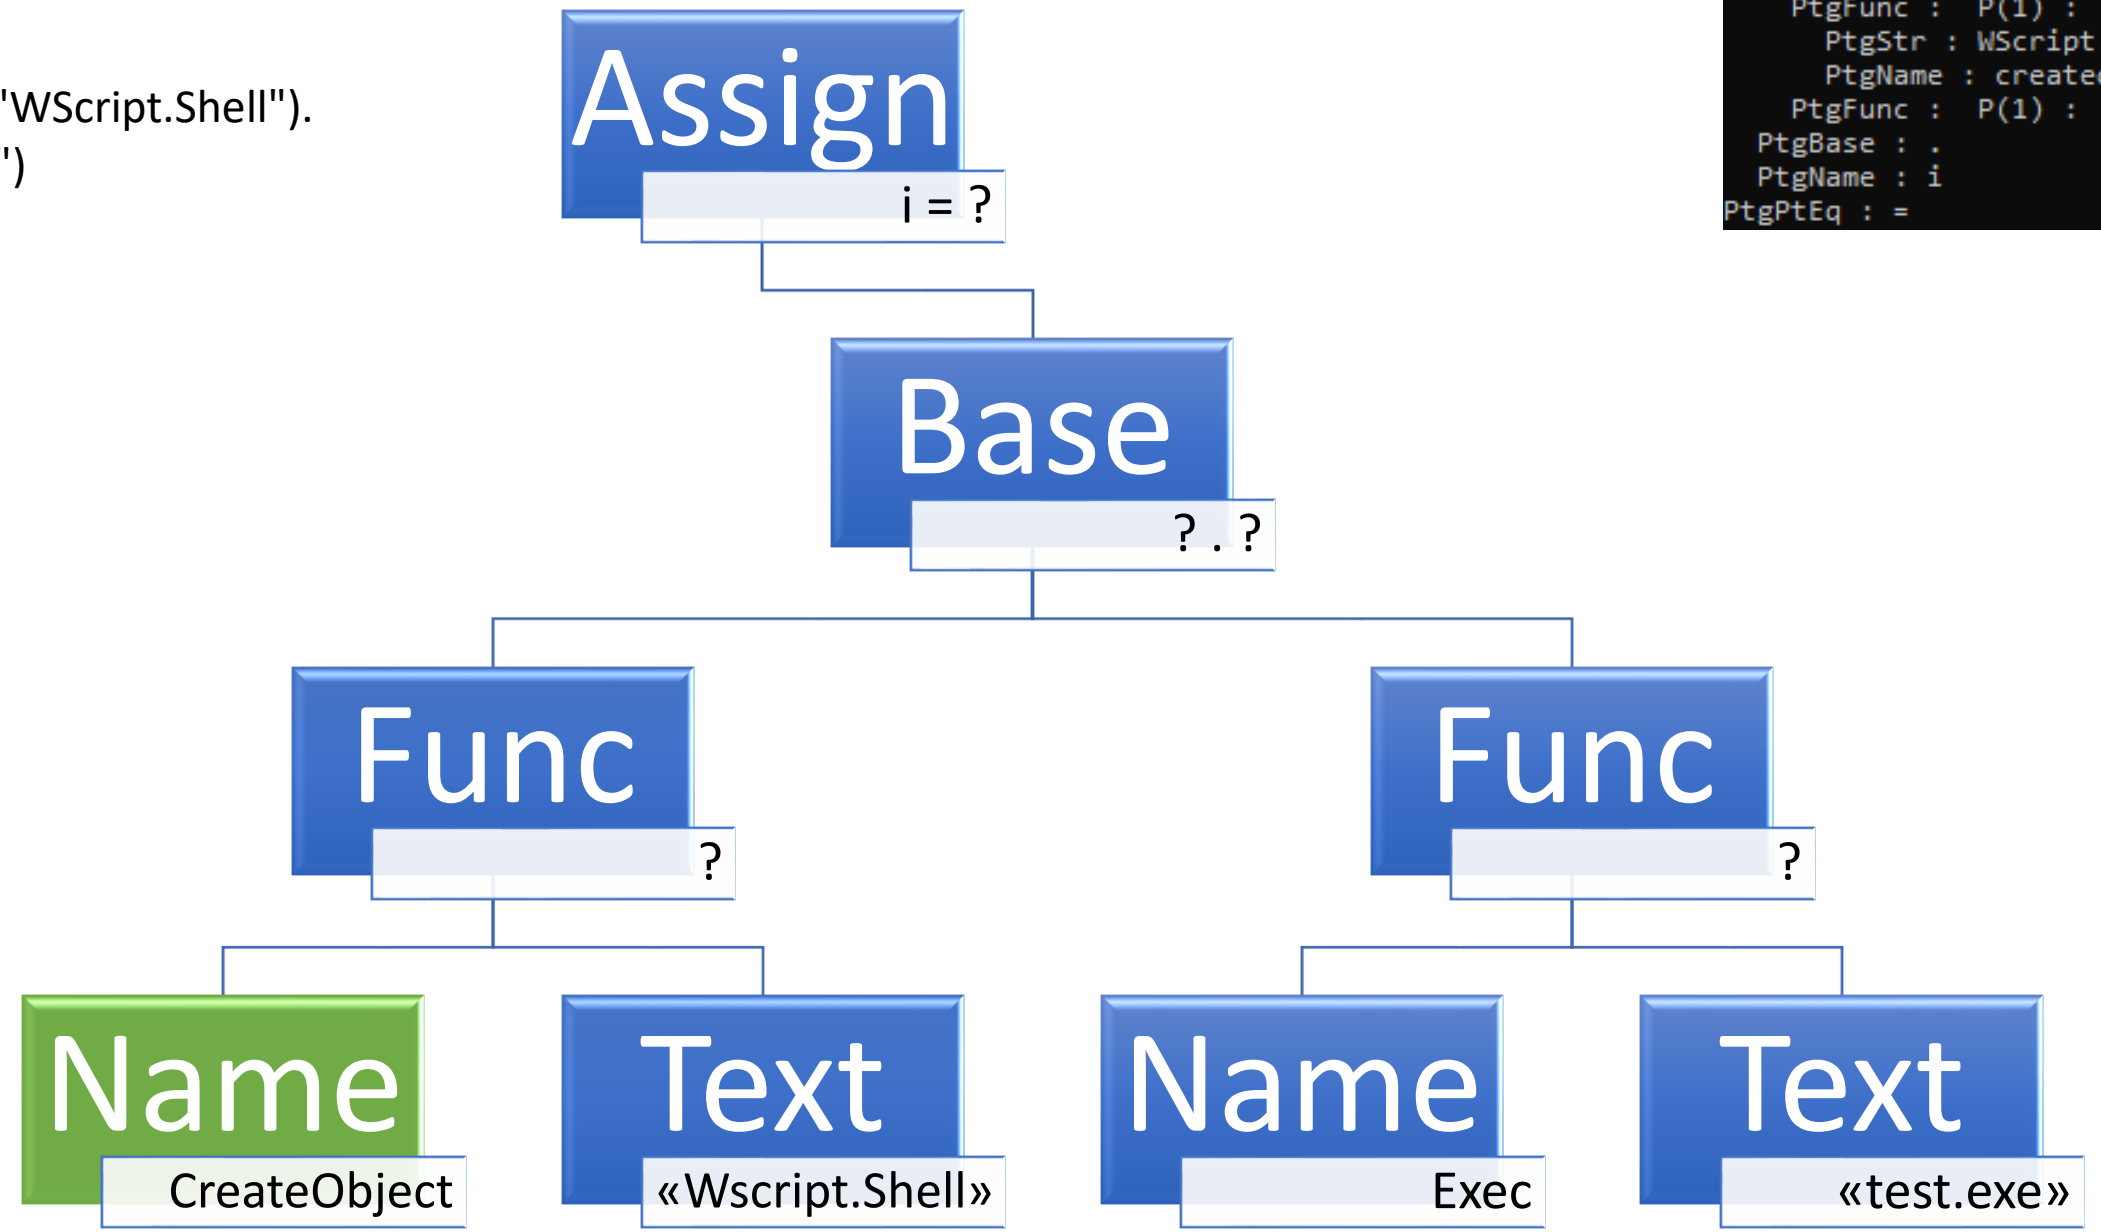 "WScript.Shell").
")
Assign
i = ?
PtgFunc : P(1) :
PtgStr : WScript
PtgName :
PtgFunc : P(1) :
PtgBase : .
PtgName : i
PtgPtEq : =
Base
? . ?
Func
?
Func
?
Name
CreateObject
Text
«Wscript.Shell»
Name
Exec
Text
«test.exe»